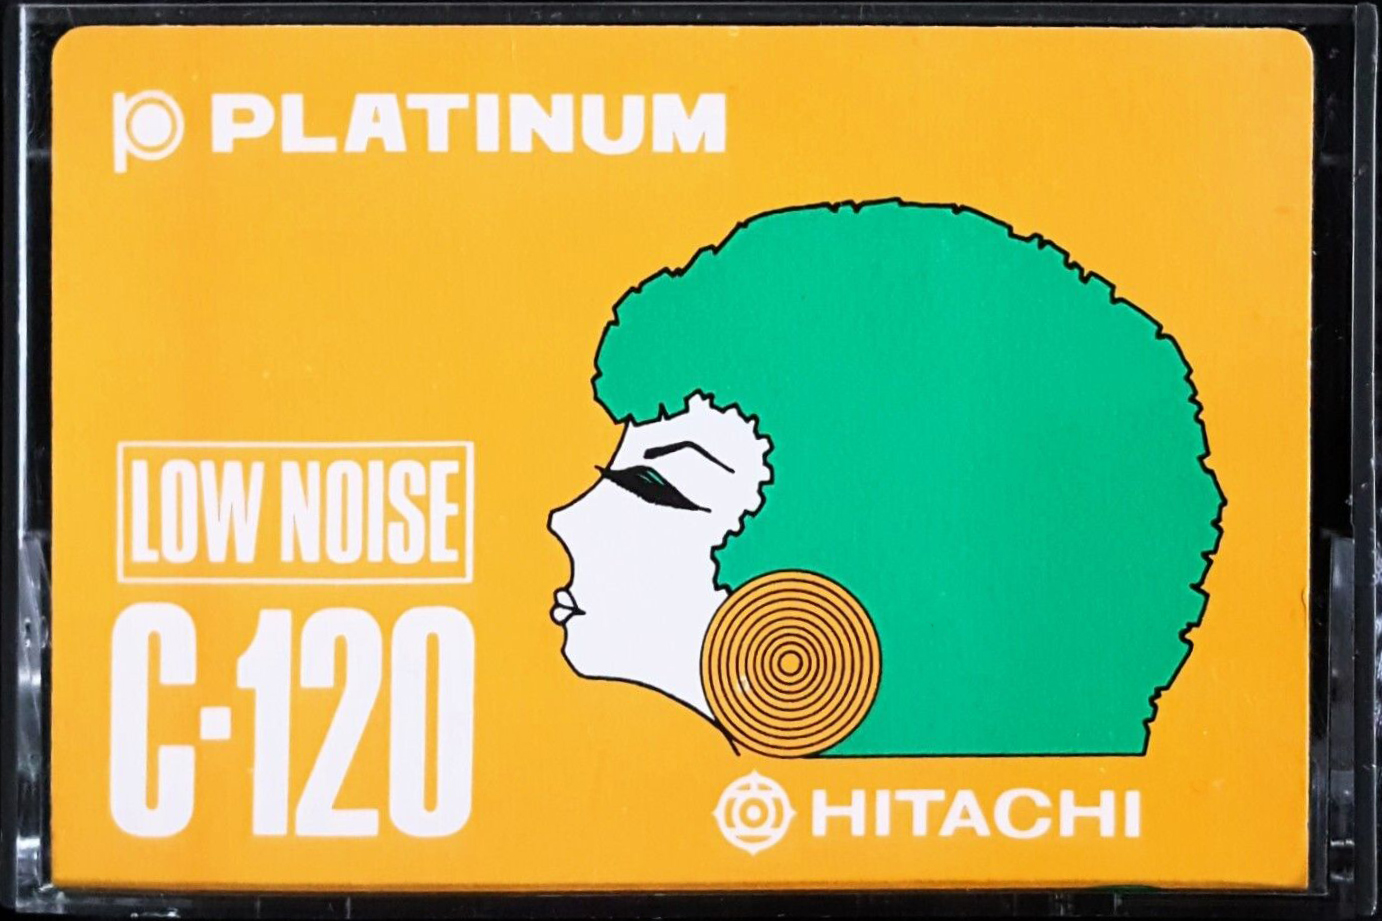 PLATINUM
LOW NOISE
C-120
HITACHI